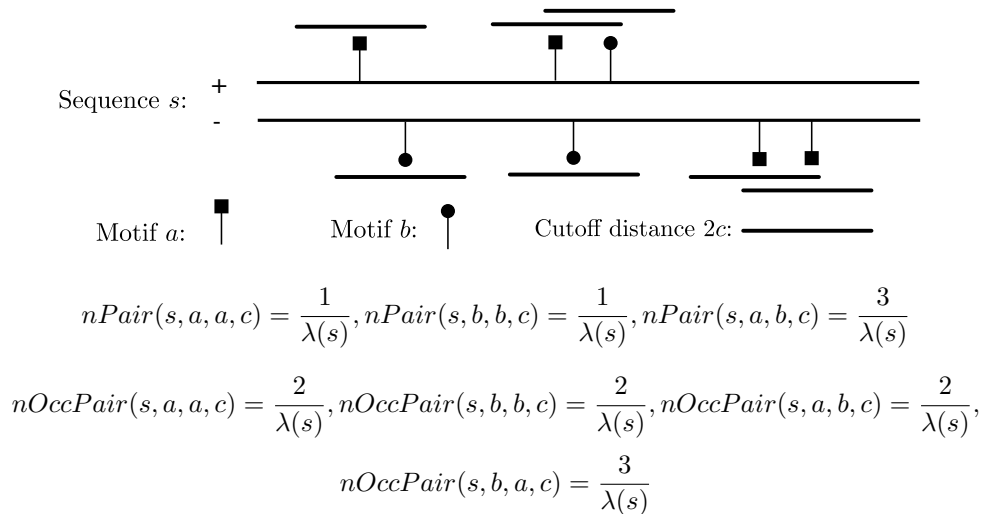 +
Sequence s:
-
Motif a: Motif b: Cutoff distance 2c:
nPair(s, a, a, c) = 1/λ(s), nPair(s, b, b, c) = 1/λ(s), nPair(s, a, b, c) = 3/λ(s)
nOccPair(s, a, a, c) = 2/λ(s), nOccPair(s, b, b, c) = 2/λ(s), nOccPair(s, a, b, c) = 2/λ(s),
nOccPair(s, b, a, c) = 3/λ(s)